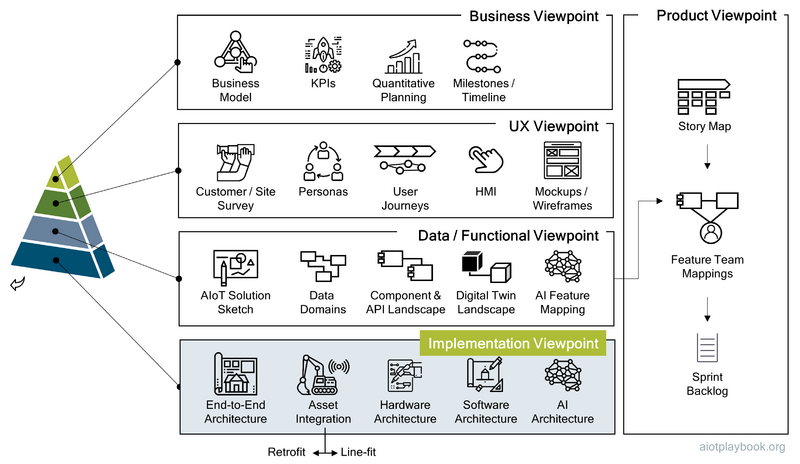 Business Viewpoint
Business
Model
KPIs
Quantitative
Planning
Milestones /
Timeline
UX Viewpoint
Customer / Site
Survey
Personas
User
Journeys
HMI
Mockups /
Wireframes
Data / Functional Viewpoint
AIoT Solution
Sketch
Data
Domains
Component &
API Landscape
Digital Twin
Landscape
AI Feature
Mapping
Implementation Viewpoint
End-to-End
Architecture
Asset
Integration
Hardware
Architecture
Software
Architecture
AI
Architecture
Retrofit
Line-fit
Product Viewpoint
Story Map
Feature Team
Mappings
Sprint
Backlog
aiotplaybook.org